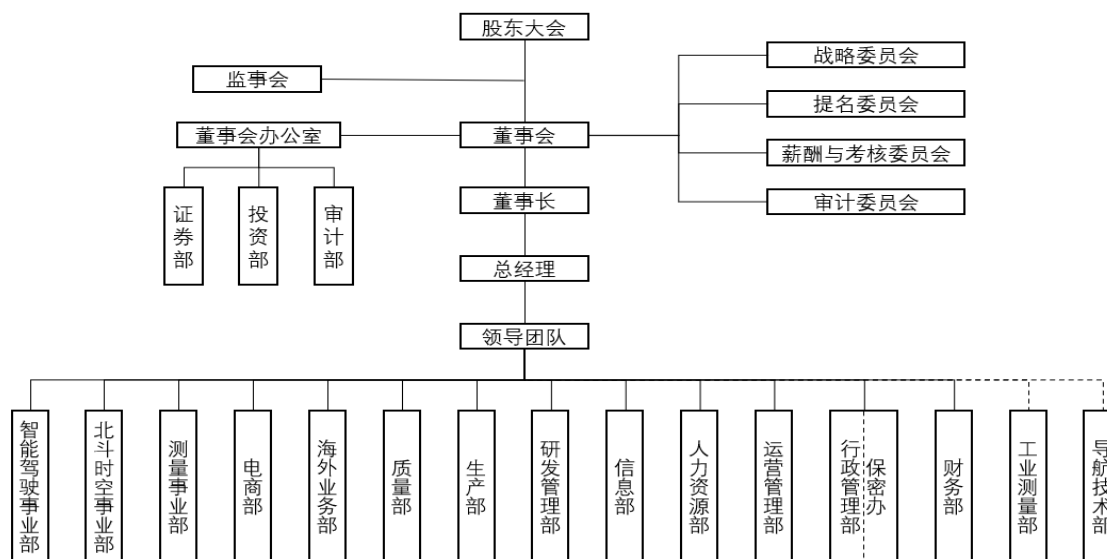 股东大会
监事会
战略委员会
提名委员会
董事会办公室
董事会
薪酬与考核委员会
董事长
审计委员会
证券部
投资部
审计部
总经理
领导团队
智能驾驶事业部
北斗时空事业部
测量事业部
电商部
海外业务部
质量部
生产部
研发管理部
信息部
人力资源部
运营管理部
行政管理部
保密办
财务部
工业测量部
导航技术部